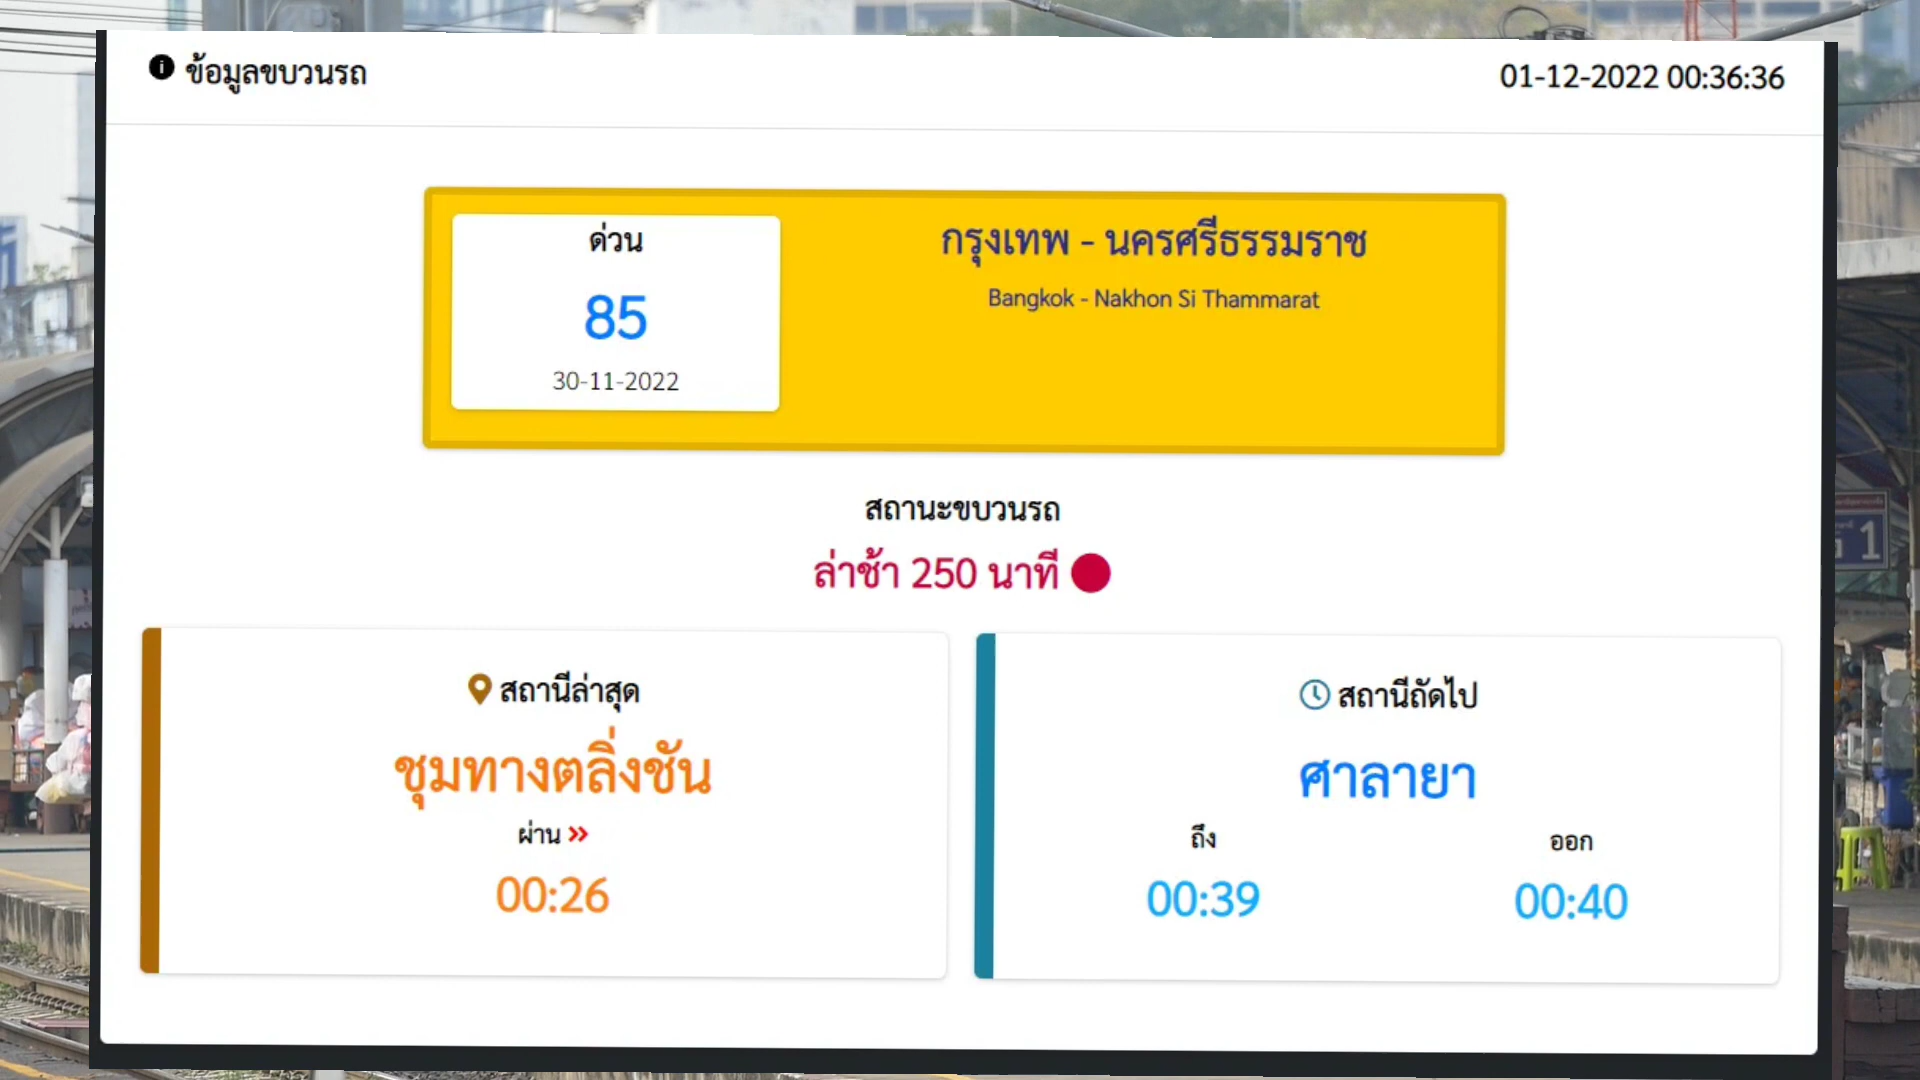 ข้อมูลขบวนรถ
01-12-2022 00:36:36
ด่วน
85
30-11-2022
กรุงเทพ - นครศรีธรรมราช
Bangkok - Nakhon Si Thammarat
สถานะขบวนรถ
ล่าช้า 250 นาที
สถานีล่าสุด
ชุมทางตลิ่งชัน
ผ่าน
00:26
สถานีถัดไป
ศาลายา
ถึง
00:39
ออก
00:40
1